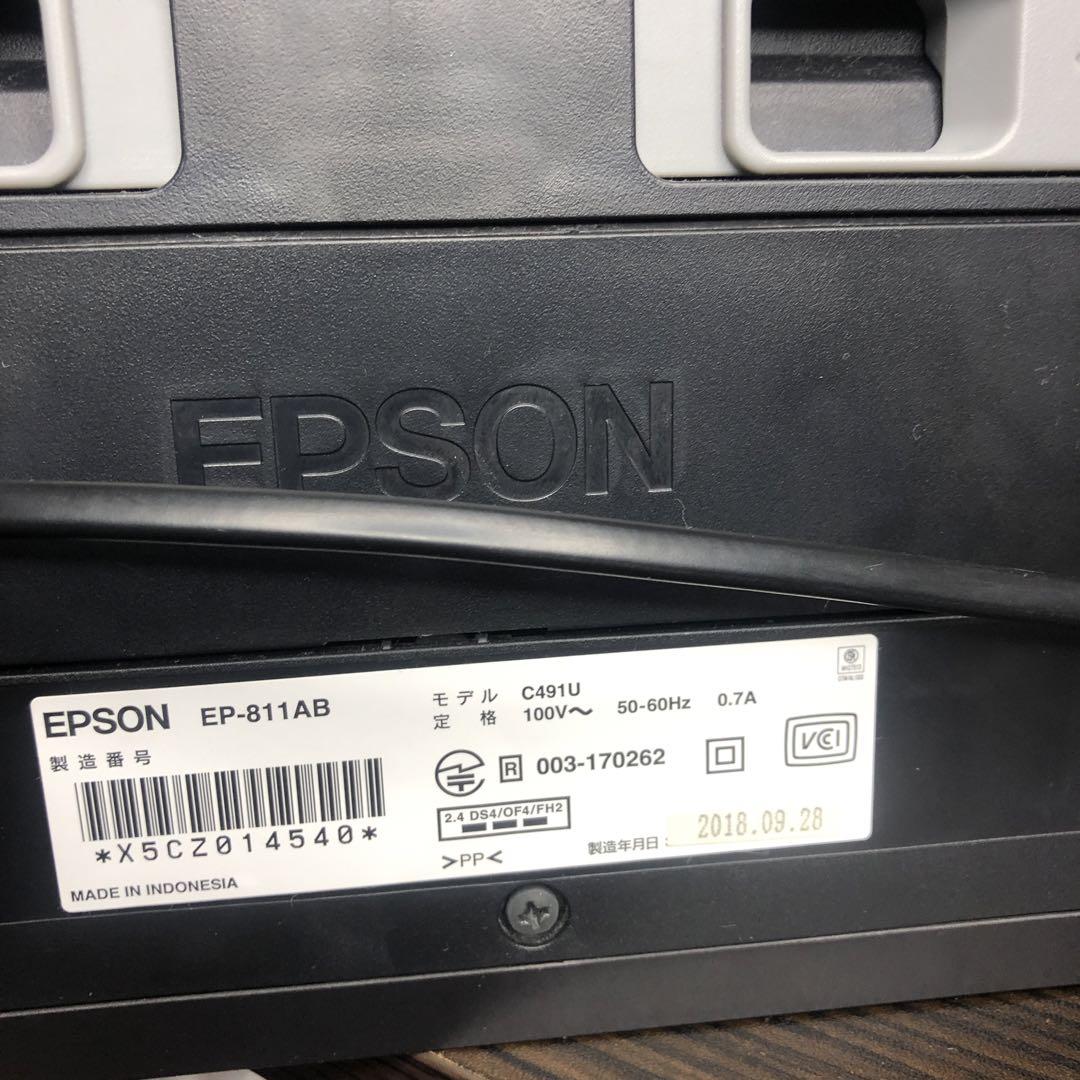 EPSON
EPSON EP-811AB
製造番号
*X5CZ014540*
MADE IN INDONESIA
モデル C491U
定格 100V～ 50-60Hz 0.7A
R 003-170262
2.4 DS4/OF4/FH2
>PP<
製造年月日: 2018.09.28
VCCI